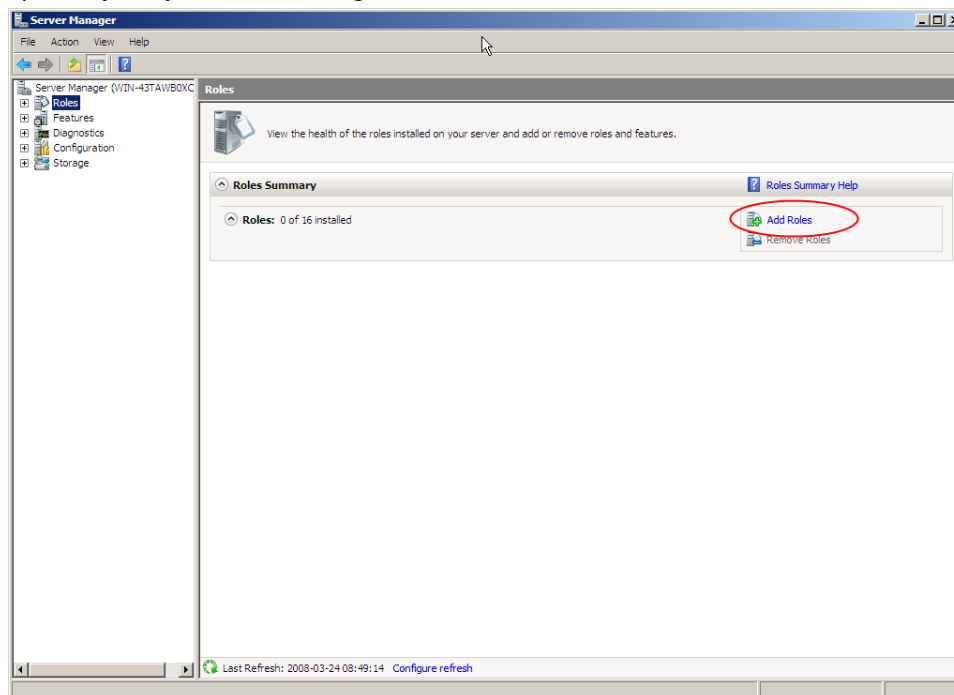 Server Manager
File Action View Help
Server Manager (WIN-43TAWB0XC
Roles
Features
Diagnostics
Configuration
Storage
Roles
View the health of the roles installed on your server and add or remove roles and features.
Roles Summary
Roles Summary Help
Roles: 0 of 16 installed
Add Roles
Remove Roles
Last Refresh: 2008-03-24 08:49:14 Configure refresh